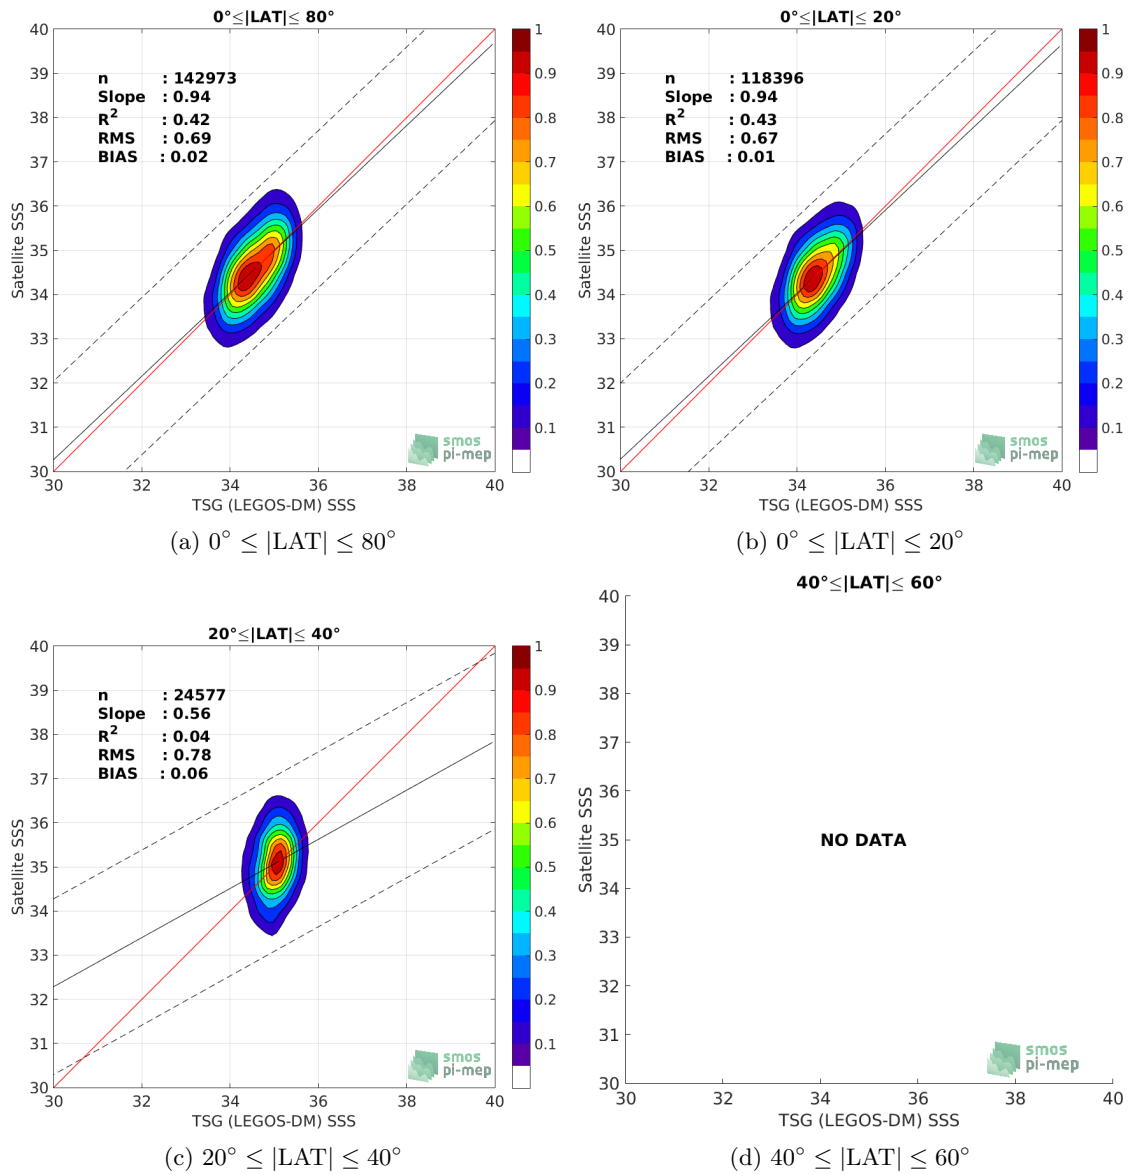 0°≤|LAT|≤ 80°
40
39
38
37
36
35
34
33
32
31
30
Satellite SSS
n : 142973
Slope : 0.94
R2 : 0.42
RMS : 0.69
BIAS : 0.02
30 32 34 36 38 40
TSG (LEGOS-DM) SSS
smos
pi-mep
1
0.9
0.8
0.7
0.6
0.5
0.4
0.3
0.2
0.1
(a) 0° ≤ |LAT| ≤ 80°
0°≤|LAT|≤ 20°
40
39
38
37
36
35
34
33
32
31
30
Satellite SSS
n : 118396
Slope : 0.94
R2 : 0.43
RMS : 0.67
BIAS : 0.01
30 32 34 36 38 40
TSG (LEGOS-DM) SSS
smos
pi-mep
1
0.9
0.8
0.7
0.6
0.5
0.4
0.3
0.2
0.1
(b) 0° ≤ |LAT| ≤ 20°
20°≤|LAT|≤ 40°
40
39
38
37
36
35
34
33
32
31
30
Satellite SSS
n : 24577
Slope : 0.56
R2 : 0.04
RMS : 0.78
BIAS : 0.06
30 32 34 36 38 40
TSG (LEGOS-DM) SSS
smos
pi-mep
1
0.9
0.8
0.7
0.6
0.5
0.4
0.3
0.2
0.1
(c) 20° ≤ |LAT| ≤ 40°
40°≤|LAT|≤ 60°
40
39
38
37
36
35
34
33
32
31
30
Satellite SSS
NO DATA
30 32 34 36 38 40
TSG (LEGOS-DM) SSS
smos
pi-mep
(d) 40° ≤ |LAT| ≤ 60°